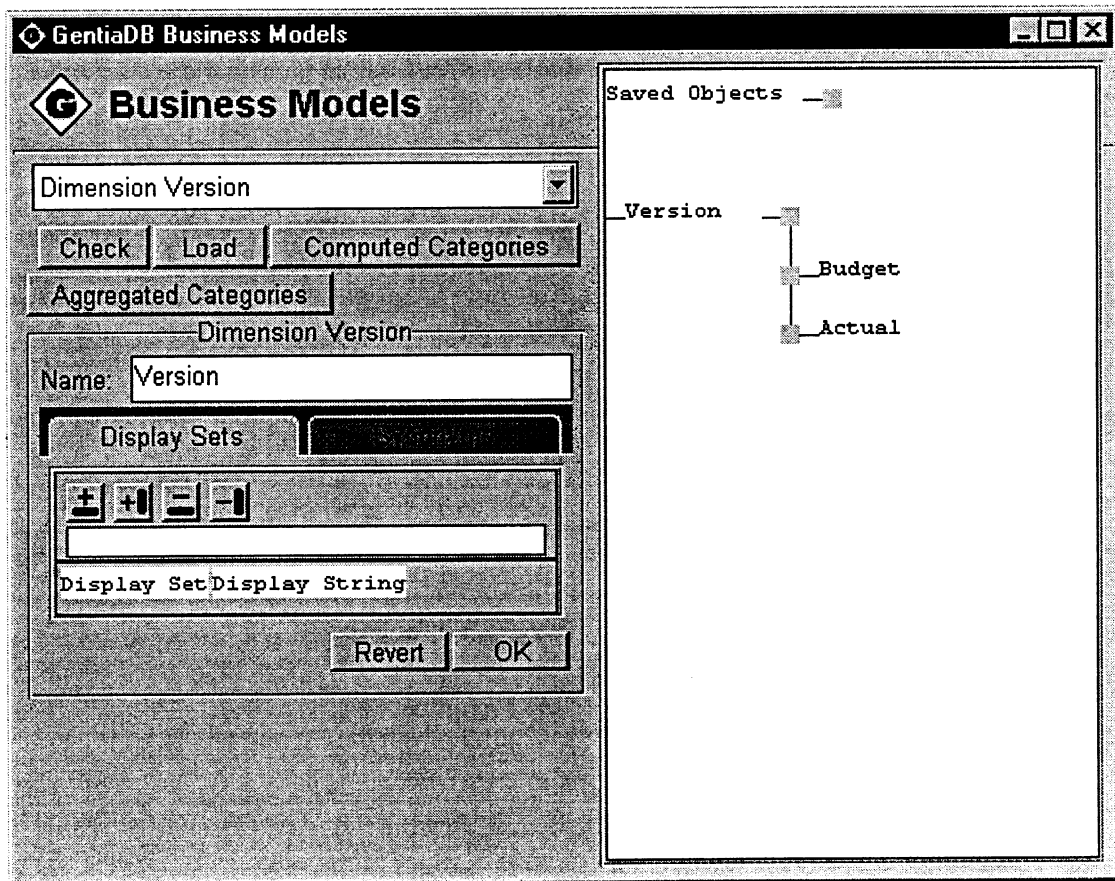 GentiaDB Business Models
G Business Models
Dimension Version
Check Load Computed Categories
Aggregated Categories
Dimension Version
Name: Version
Display Sets
Display Set Display String
Revert OK
Saved Objects
Version
Budget
Actual